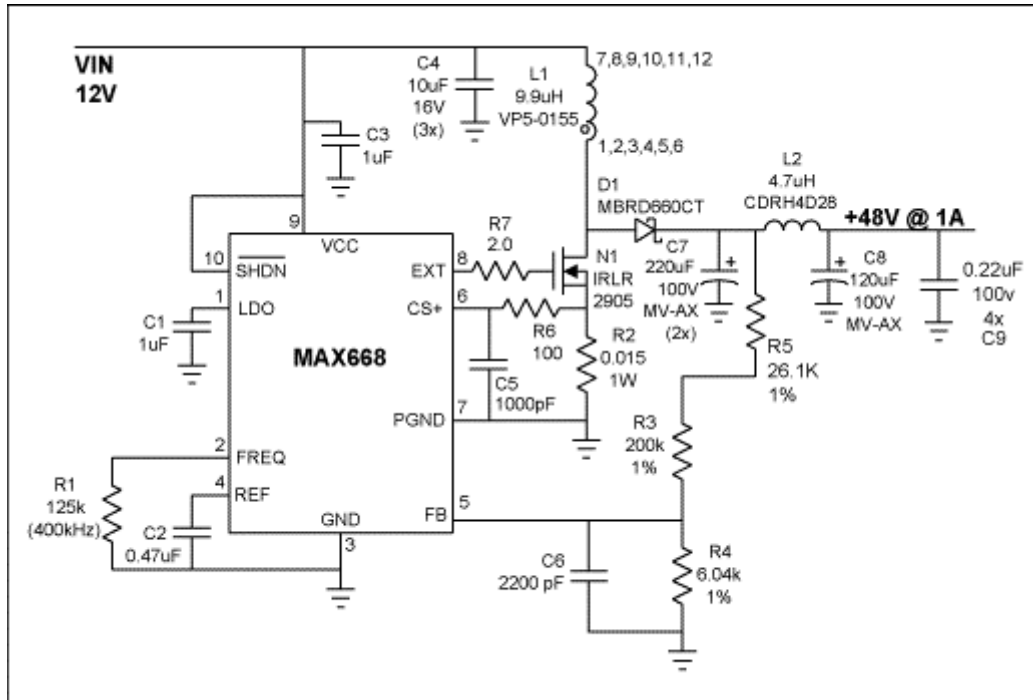 VIN
12V
C4
10uF
16V
(3x)
L1
9.9uH
VP5-0155
7,8,9,10,11,12
1,2,3,4,5,6
C3
1uF
D1
MBRD660CT
L2
4.7uH
CDRH4D28
+48V @ 1A
9
VCC
10
SHDN
1
LDO
C1
1uF
MAX668
EXT
8
R7
2.0
N1
IRLR
2905
CS+
6
R6
100
C5
1000pF
R2
0.015
1W
PGND
7
C7
220uF
100V
MV-AX
(2x)
C8
120uF
100V
MV-AX
0.22uF
100v
4x
C9
R5
26.1K
1%
R3
200k
1%
2
FREQ
4
REF
R1
125k
(400kHz)
C2
0.47uF
GND
3
FB
5
C6
2200 pF
R4
6.04k
1%